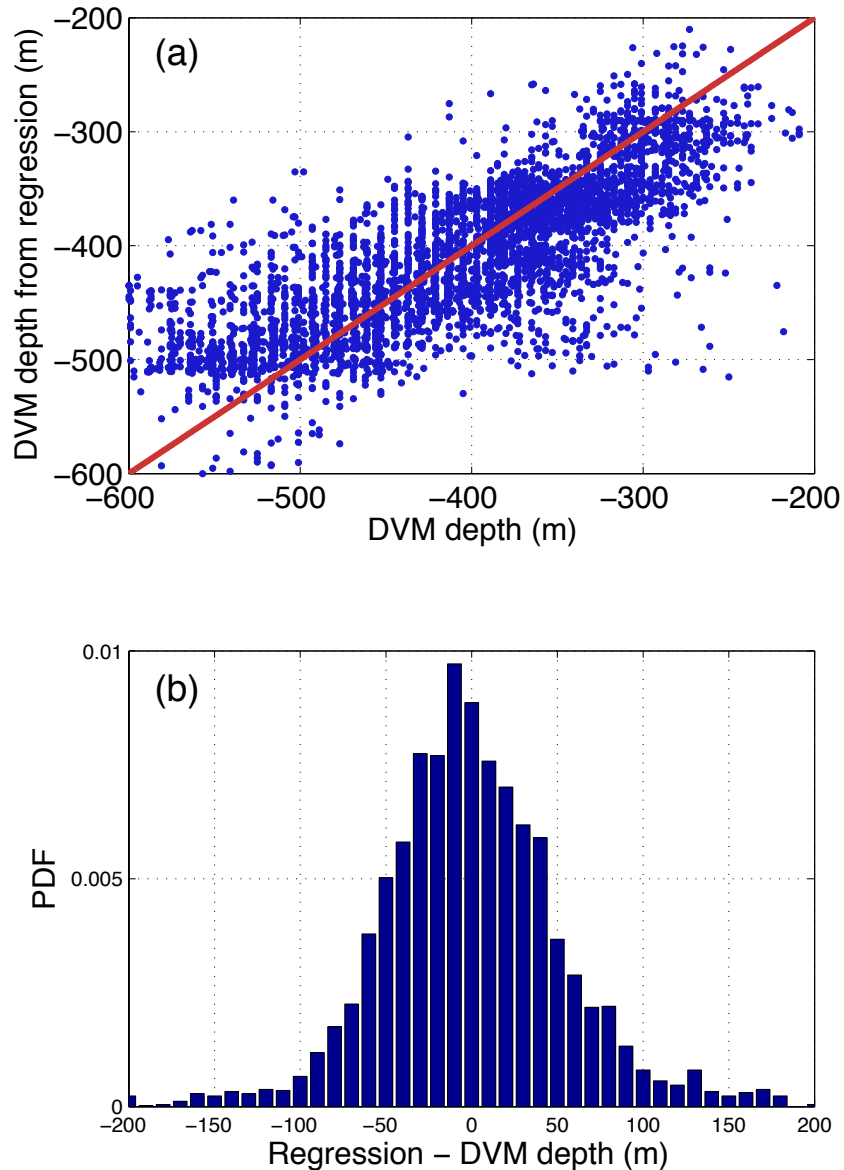 (a)
DVM depth from regression (m)
−200
−300
−400
−500
−600
−600 −500 −400 −300 −200
DVM depth (m)
(b)
PDF
0.01
0.005
0
−200 −150 −100 −50 0 50 100 150 200
Regression − DVM depth (m)